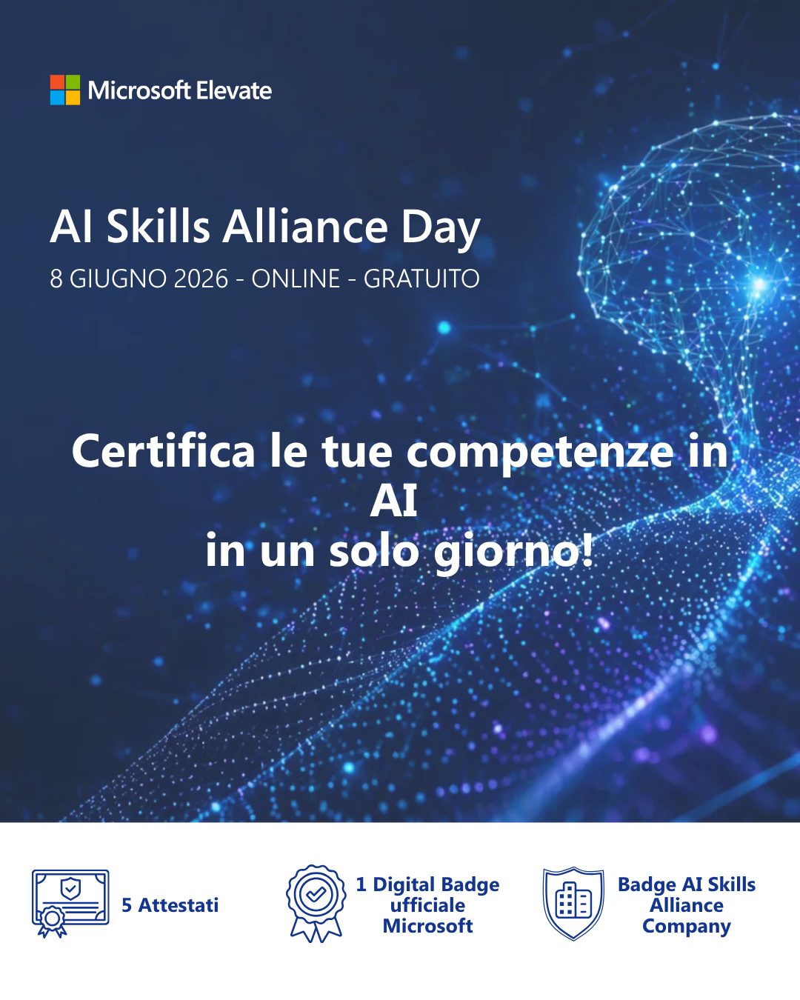 Microsoft Elevate
AI Skills Alliance Day
8 GIUGNO 2026 - ONLINE - GRATUITO
Certifica le tue competenze in
AI
in un solo giorno!
5 Attestati
1 Digital Badge
ufficiale
Microsoft
Badge AI Skills
Alliance
Company